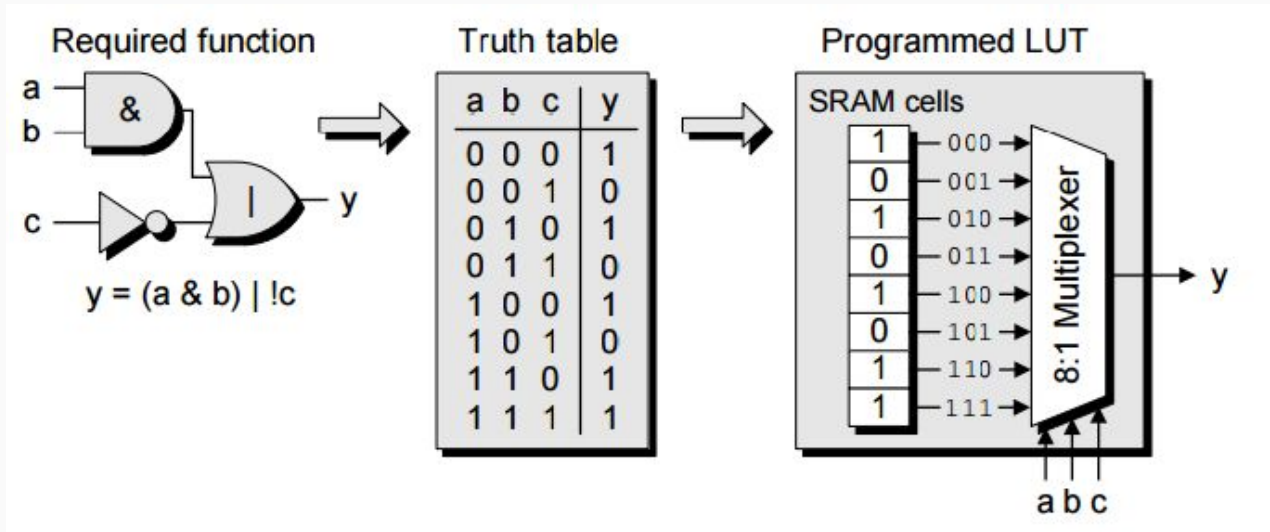 Required function
a
&
b
|
y
c
y = (a & b) | !c
Truth table
a b c y
0 0 0 1
0 0 1 0
0 1 0 1
0 1 1 0
1 0 0 1
1 0 1 0
1 1 0 1
1 1 1 1
Programmed LUT
SRAM cells
1 000
0 001
1 010
0 011
1 100
0 101
1 110
1 111
8:1 Multiplexer
y
a b c